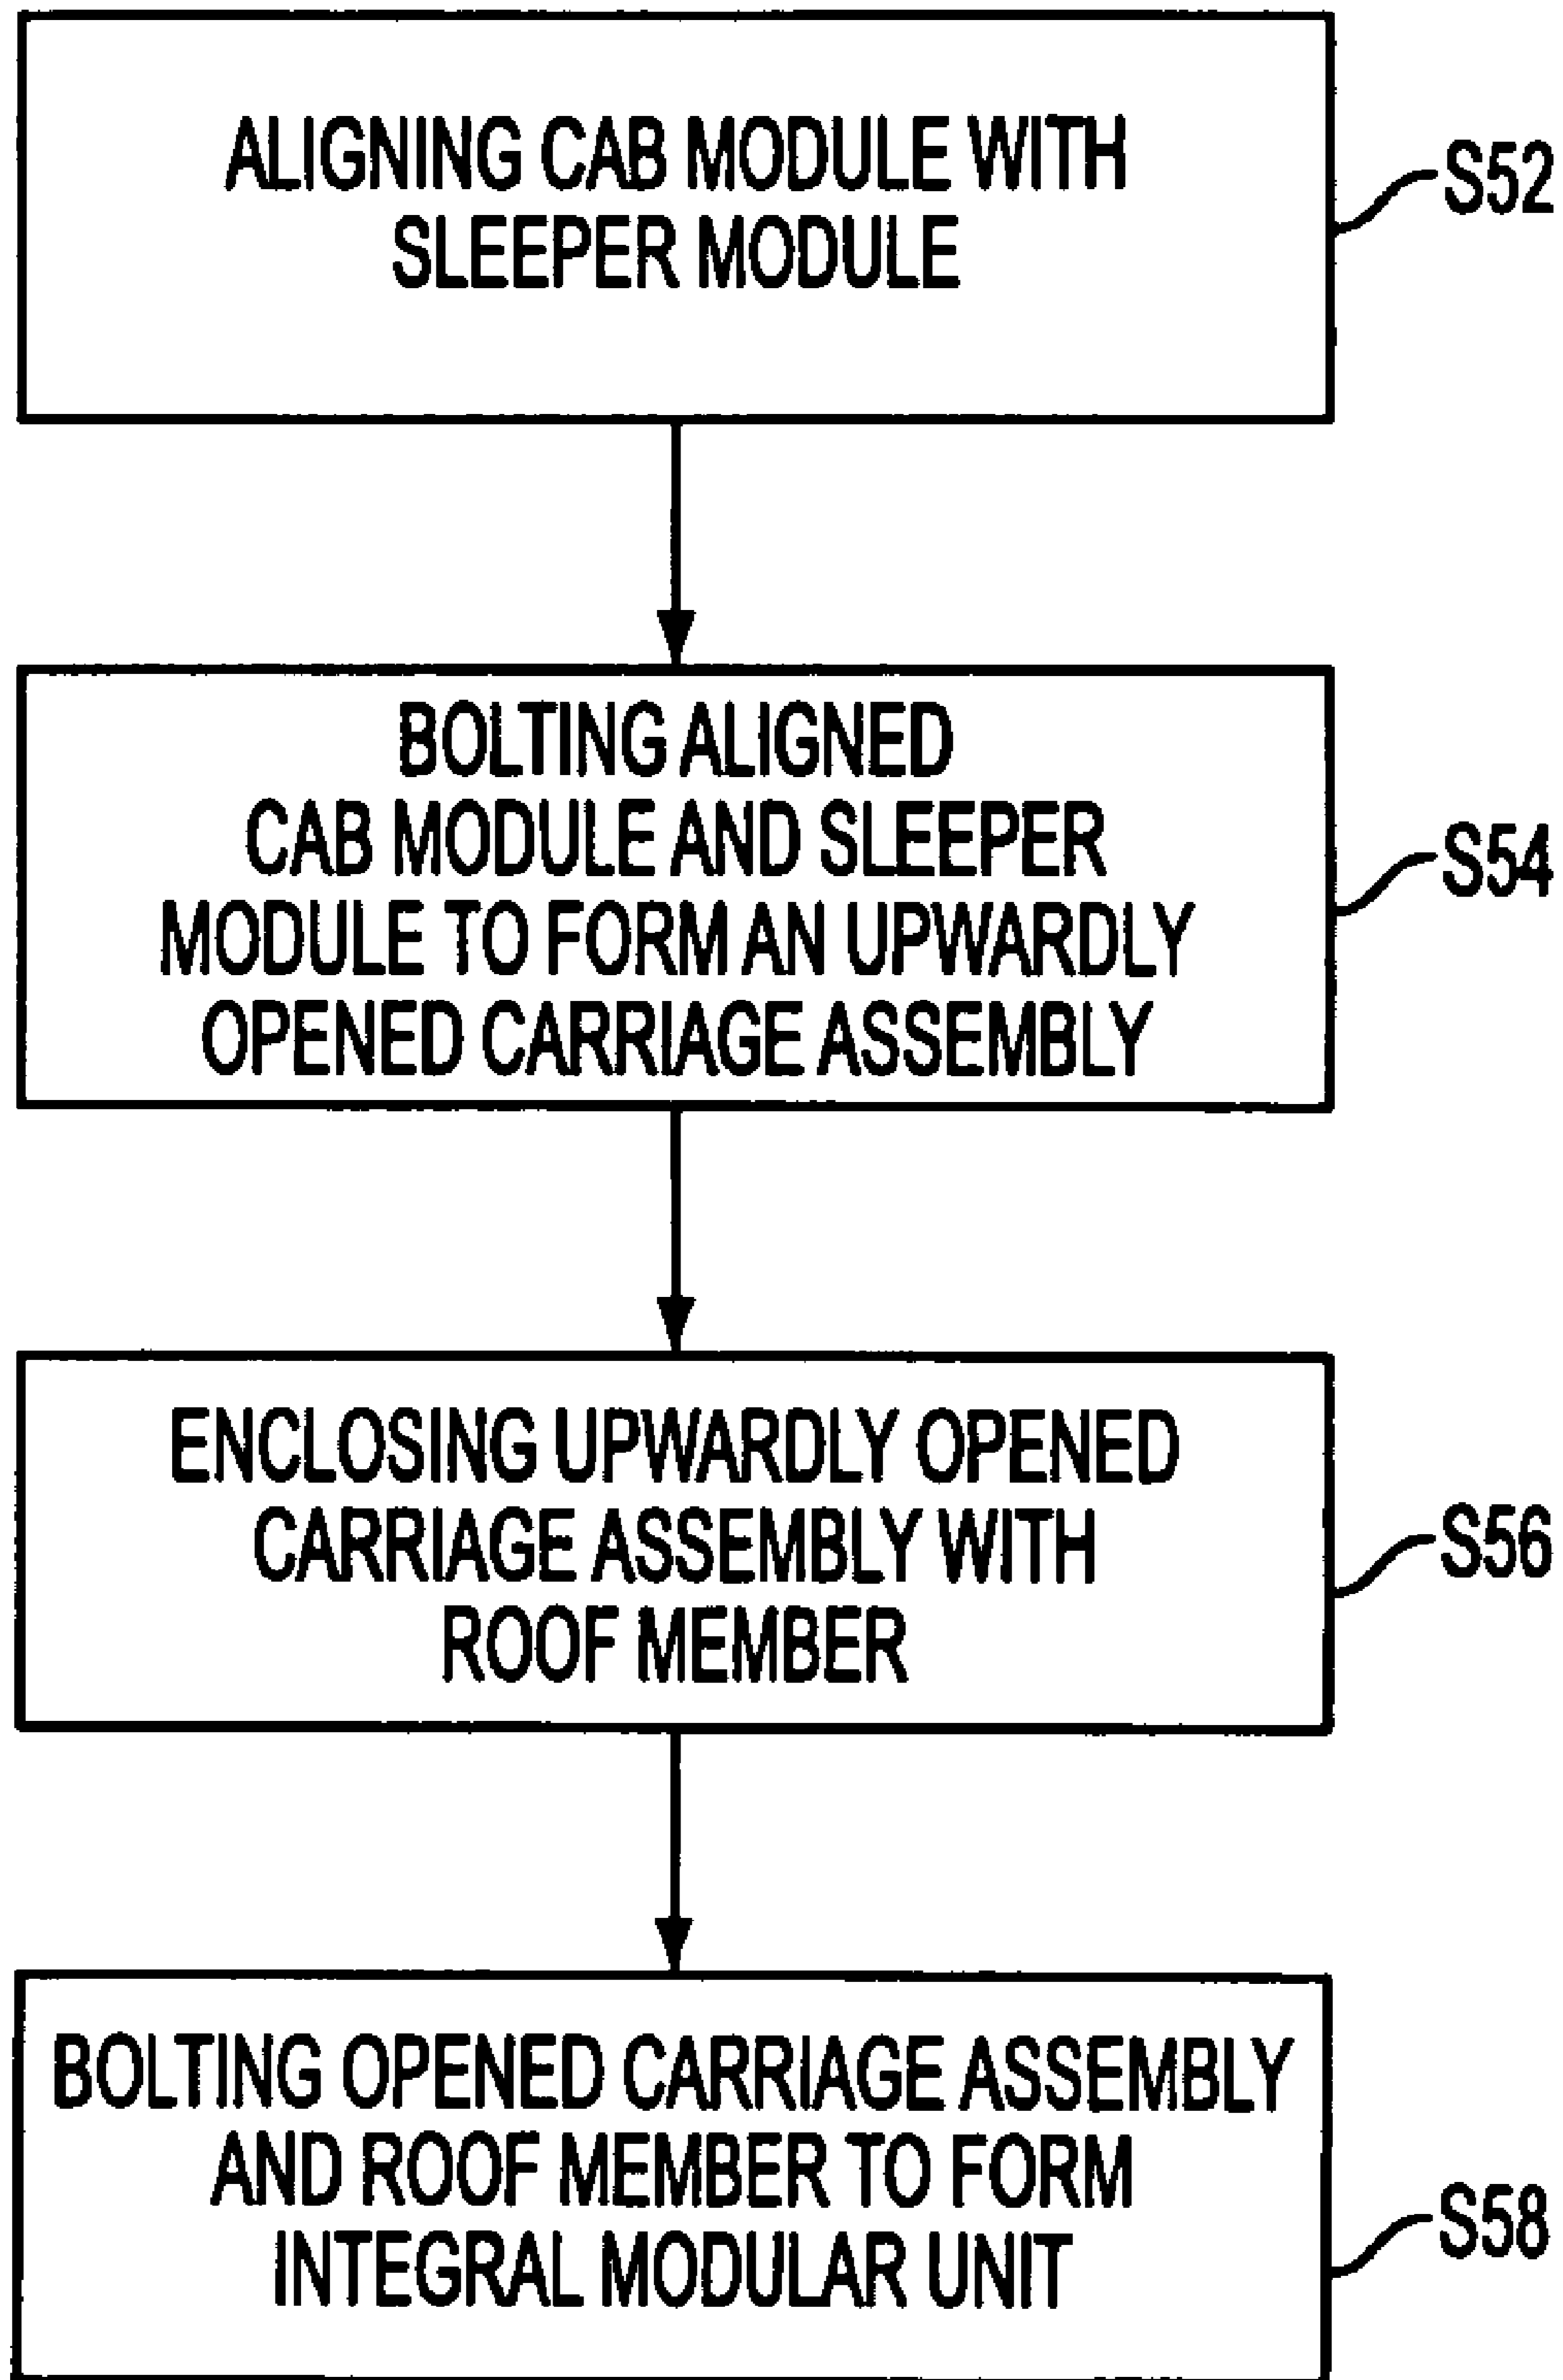 ALIGNING CAB MODULE WITH
SLEEPER MODULE
S52
BOLTING ALIGNED
CAB MODULE AND SLEEPER
MODULE TO FORM AN UPWARDLY
OPENED CARRIAGE ASSEMBLY
S54
ENCLOSING UPWARDLY OPENED
CARRIAGE ASSEMBLY WITH
ROOF MEMBER
S56
BOLTING OPENED CARRIAGE ASSEMBLY
AND ROOF MEMBER TO FORM
INTEGRAL MODULAR UNIT
S58